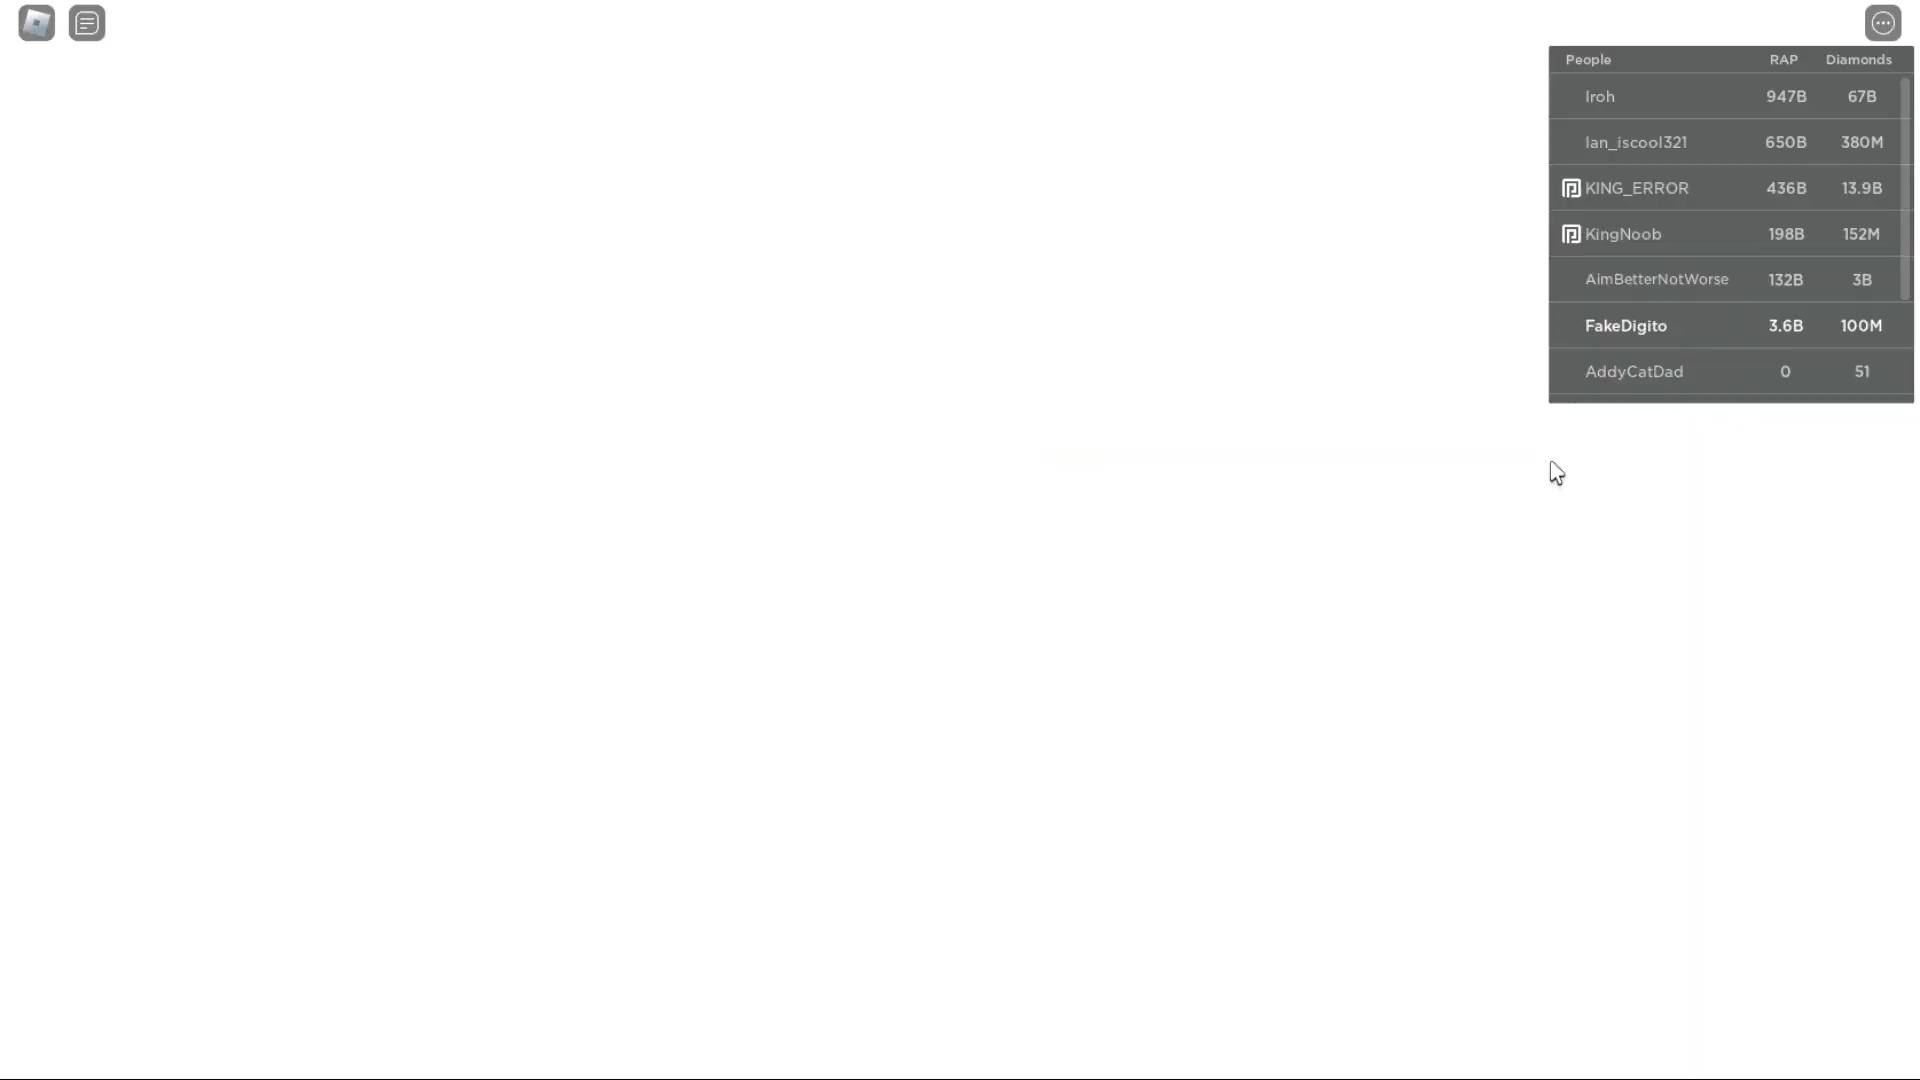 People RAP Diamonds
Iroh 947B 67B
Ian_iscool321 650B 380M
KING_ERROR 436B 13.9B
KingNoob 198B 152M
AimBetterNotWorse 132B 3B
FakeDigito 3.6B 100M
AddyCatDad 0 51